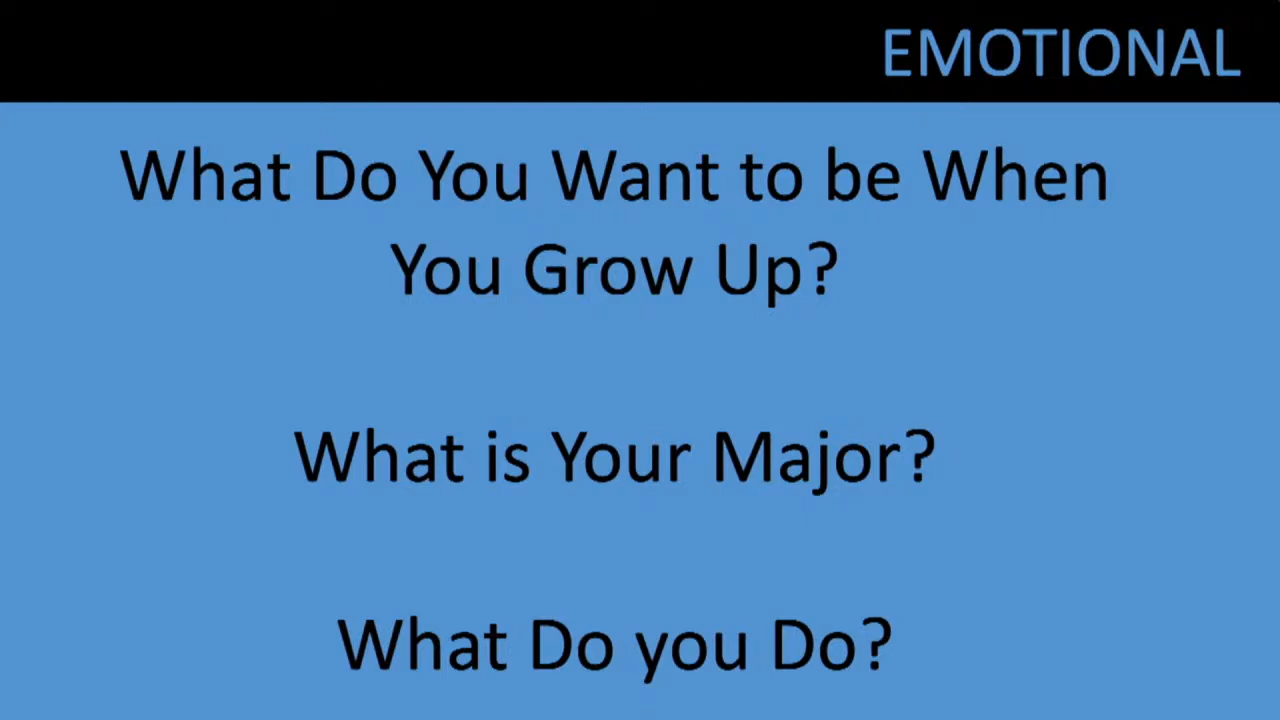 EMOTIONAL
What Do You Want to be When
You Grow Up?
What is Your Major?
What Do you Do?